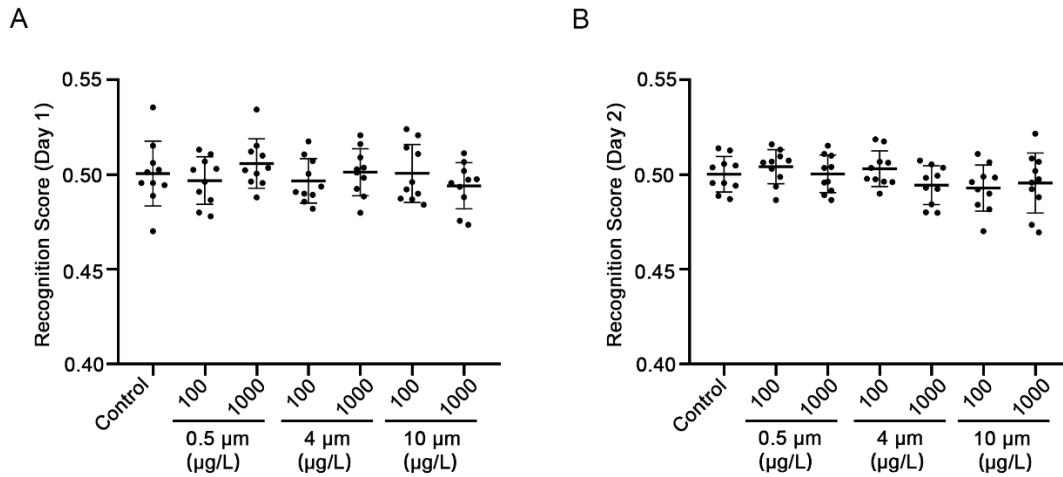 A
Recognition Score (Day 1)
0.55
0.50
0.45
0.40
Control
100
1000
100
1000
100
1000
0.5 μm
4 μm
10 μm
(μg/L)
(μg/L)
(μg/L)
B
Recognition Score (Day 2)
0.55
0.50
0.45
0.40
Control
100
1000
100
1000
100
1000
0.5 μm
4 μm
10 μm
(μg/L)
(μg/L)
(μg/L)